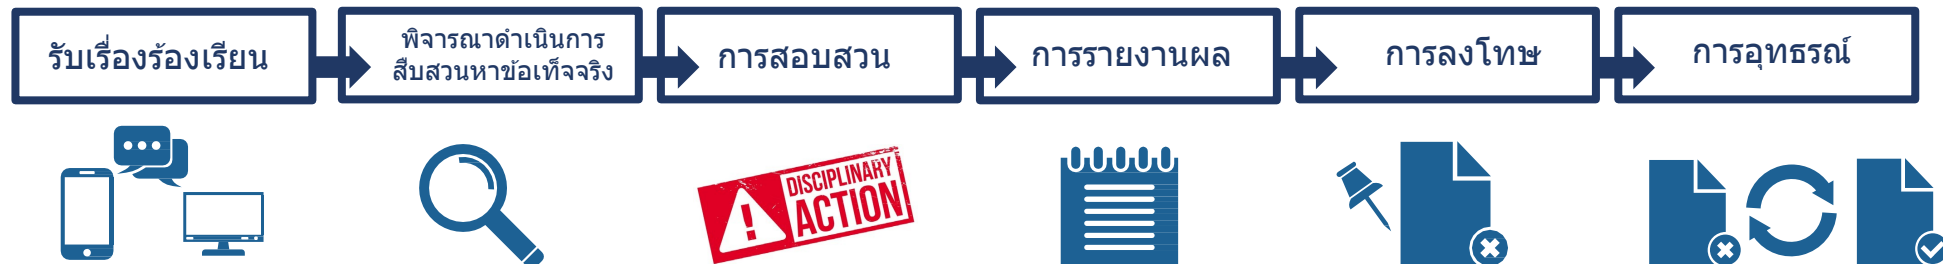 รับเรื่องร้องเรียน
พิจารณาดำเนินการ
สืบสวนหาข้อเท็จจริง
การสอบสวน
การรายงานผล
การลงโทษ
การอุทธรณ์
DISCIPLINARY
ACTION